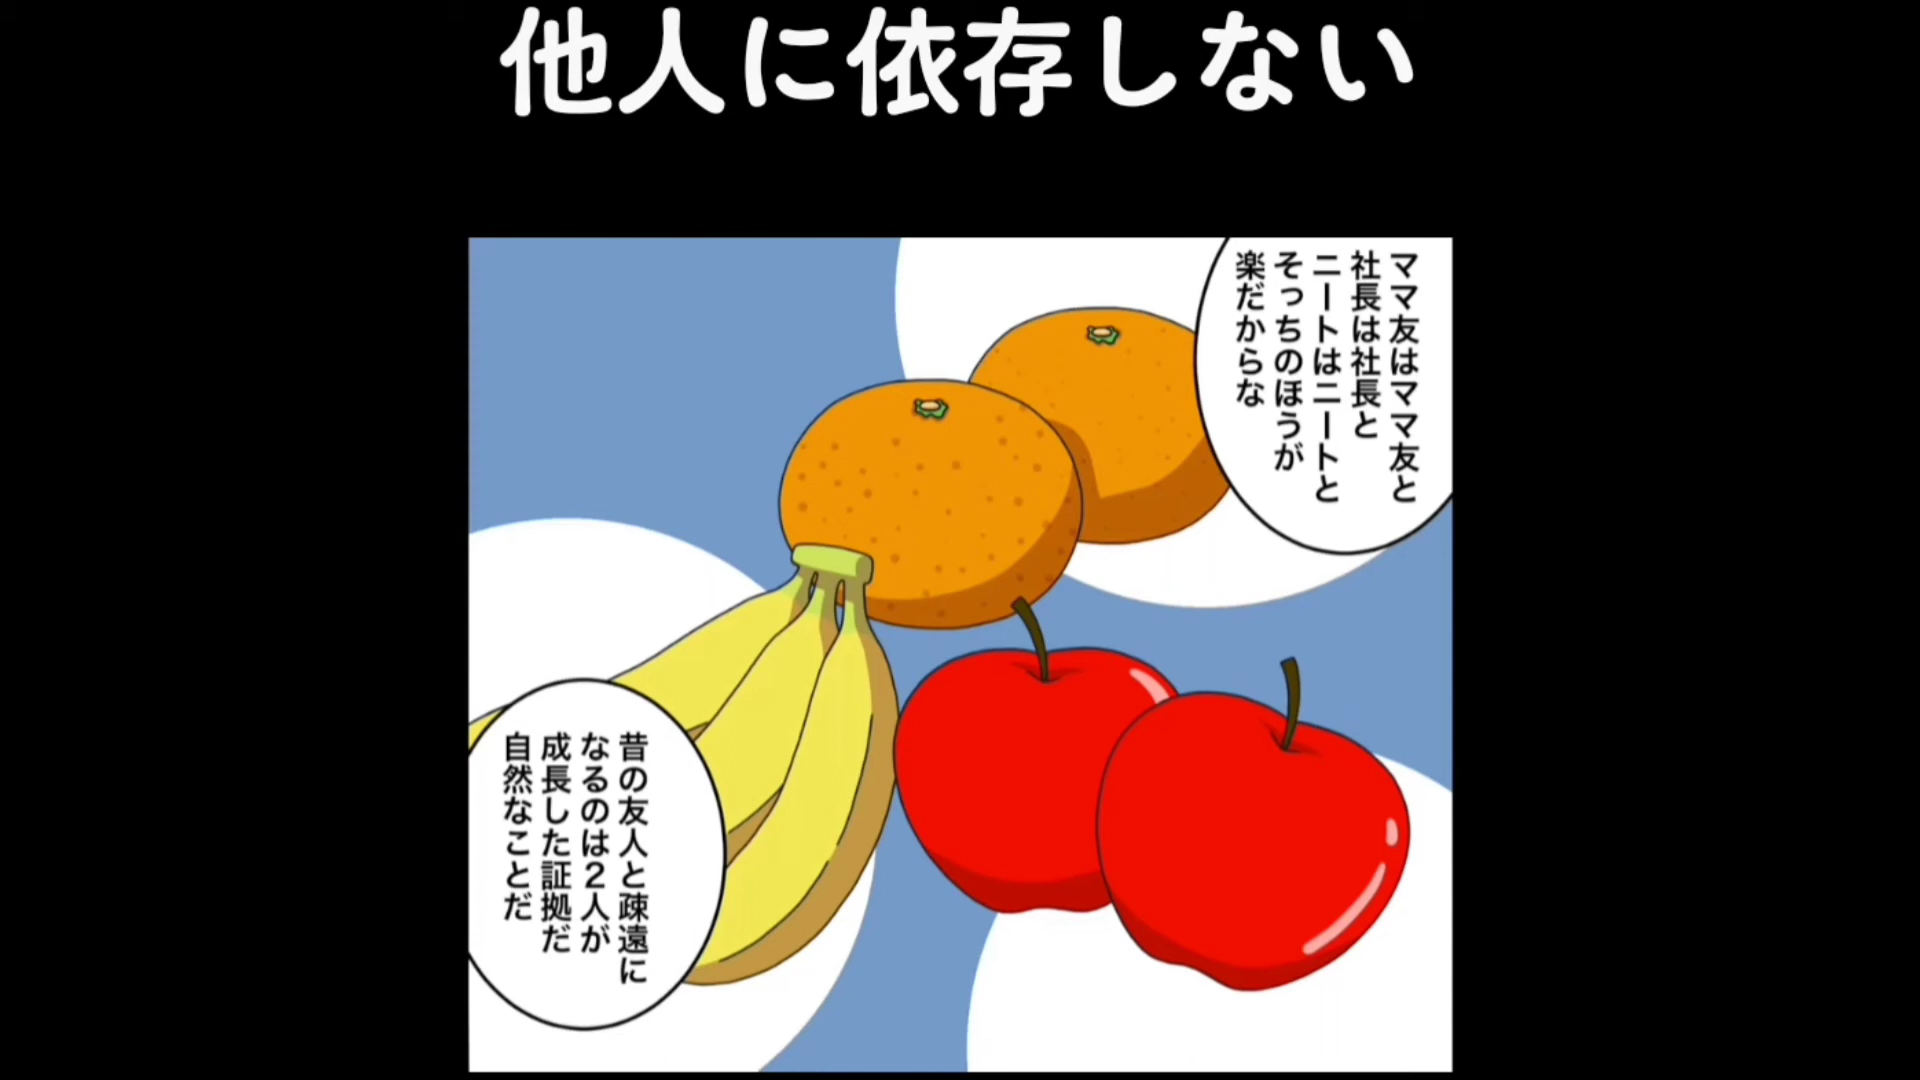 他人に依存しない
ママ友はママ友と
社長は社長と
ニートはニートと
そっちのほうが
楽だからな
昔の友人と疎遠に
なるのは2人が
成長した証拠だ
自然なことだ